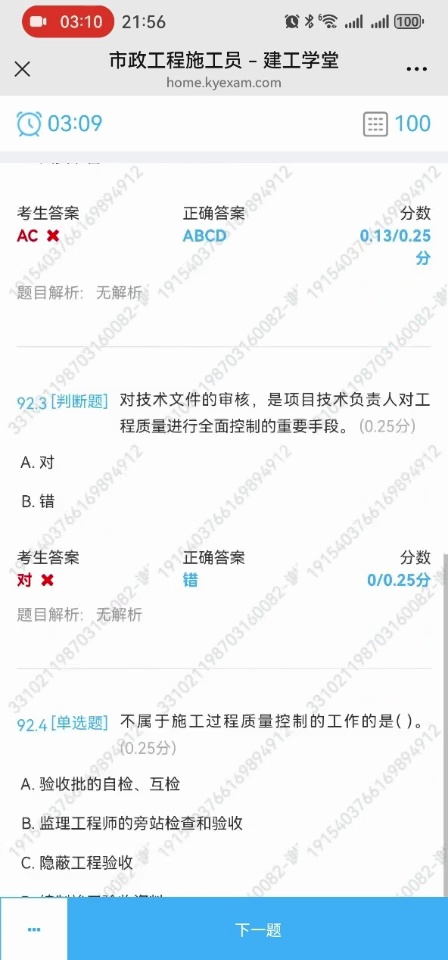 03:10 21:56 100
市政工程施工员 - 建工学堂
home.kyexam.com
03:09 100
考生答案 正确答案 分数
AC ✖ ABCD 0.13/0.25
分
题目解析: 无解析
92.3 [判断题] 对技术文件的审核，是项目技术负责人对工
程质量进行全面控制的重要手段。 (0.25分)
A. 对
B. 错
考生答案 正确答案 分数
对 ✖ 错 0/0.25分
题目解析: 无解析
92.4 [单选题] 不属于施工过程质量控制的工作的是( )。
(0.25分)
A. 验收批的自检、互检
B. 监理工程师的旁站检查和验收
C. 隐蔽工程验收
下一题